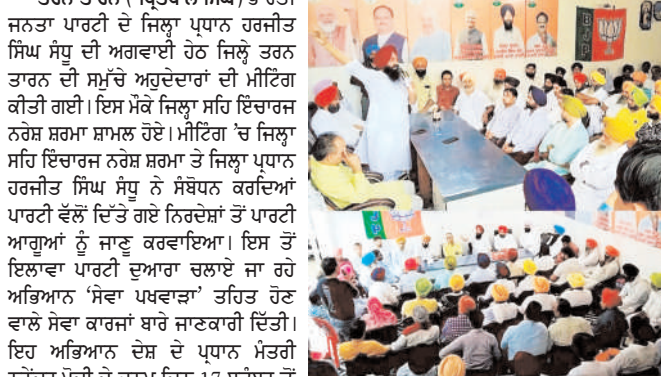 ਜਨਤਾ ਪਾਰਟੀ ਦੇ ਜਿਲ੍ਹਾ ਪ੍ਰਧਾਨ ਹਰਜੀਤ
ਸਿੰਘ ਸੰਧੂ ਦੀ ਅਗਵਾਈ ਹੇਠ ਜਿਲ੍ਹੇ ਤਰਨ
ਤਾਰਨ ਦੀ ਸਮੁੱਚੇ ਅਹੁਦੇਦਾਰਾਂ ਦੀ ਮੀਟਿੰਗ
ਕੀਤੀ ਗਈ। ਇਸ ਮੌਕੇ ਜਿਲ੍ਹਾ ਸਹਿ ਇੰਚਾਰਜ
ਨਰੇਸ਼ ਸ਼ਰਮਾ ਸ਼ਾਮਲ ਹੋਏ। ਮੀਟਿੰਗ 'ਚ ਜਿਲ੍ਹਾ
ਸਹਿ ਇੰਚਾਰਜ ਨਰੇਸ਼ ਸ਼ਰਮਾ ਤੇ ਜਿਲ੍ਹਾ ਪ੍ਰਧਾਨ
ਹਰਜੀਤ ਸਿੰਘ ਸੰਧੂ ਨੇ ਸੰਬੋਧਨ ਕਰਦਿਆਂ
ਪਾਰਟੀ ਵੱਲੋਂ ਦਿੱਤੇ ਗਏ ਨਿਰਦੇਸ਼ਾਂ ਤੋਂ ਪਾਰਟੀ
ਆਗੂਆਂ ਨੂੰ ਜਾਣੂ ਕਰਵਾਇਆ। ਇਸ ਤੋਂ
ਇਲਾਵਾ ਪਾਰਟੀ ਦੁਆਰਾ ਚਲਾਏ ਜਾ ਰਹੇ
ਅਭਿਆਨ 'ਸੇਵਾ ਪਖਵਾੜਾ' ਤਹਿਤ ਹੋਣ
ਵਾਲੇ ਸੇਵਾ ਕਾਰਜਾਂ ਬਾਰੇ ਜਾਣਕਾਰੀ ਦਿੱਤੀ।
ਇਹ ਅਭਿਆਨ ਦੇਸ਼ ਦੇ ਪ੍ਰਧਾਨ ਮੰਤਰੀ
BJP